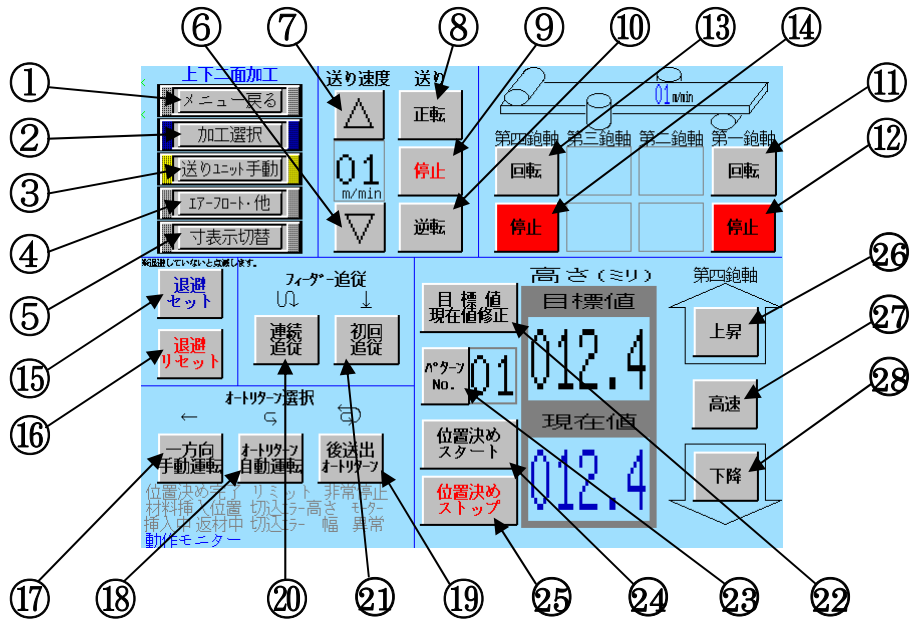 ⑥ ⑦ ⑧ ⑨ ⑩ ⑬ ⑭
① ② ③ ④ ⑤
上下二面加工
メニュー戻る
加工選択
送りユニット手動
エアーフロート・他
寸表示切替
送り速度
△
01
m/min
▽
送り
正転
停止
逆転
01m/min
第四鉋軸 第三鉋軸 第二鉋軸 第一鉋軸
回転 回転
停止 停止
⑪
⑫
※退避していないと点滅します。
退避
セット
退避
リセット
⑮
⑯
フィーダー追従
連続
追従
初回
追従
オートリターン選択
一方向
手動運転
オートリターン
自動運転
後送出
オートリターン
位置決め完了 リミット 非常停止
材料挿入位置 切込エラー高さ モーター
挿入中 返材中 切込エラー 幅 異常
動作モニター
高さ(ミリ)
目標値
現在値修正
目標値
012.4
パターン
No.
01
現在値
012.4
位置決め
スタート
位置決め
ストップ
第四鉋軸
上昇
高速
下降
㉖
㉗
㉘
⑰ ⑱ ⑳ ㉑ ⑲ ㉕ ㉔ ㉓ ㉒